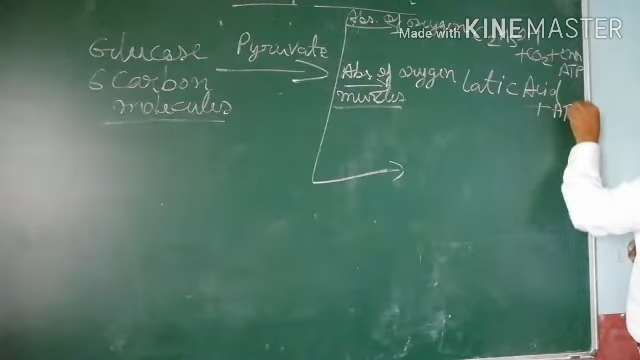 Made with KINEMASTER
Abs. of oxygen
+CO2 +
ATP
Glucose Pyruvate
6 Carbon
molecules
Abs of oxygen Latic Acid
muscles
+ AT